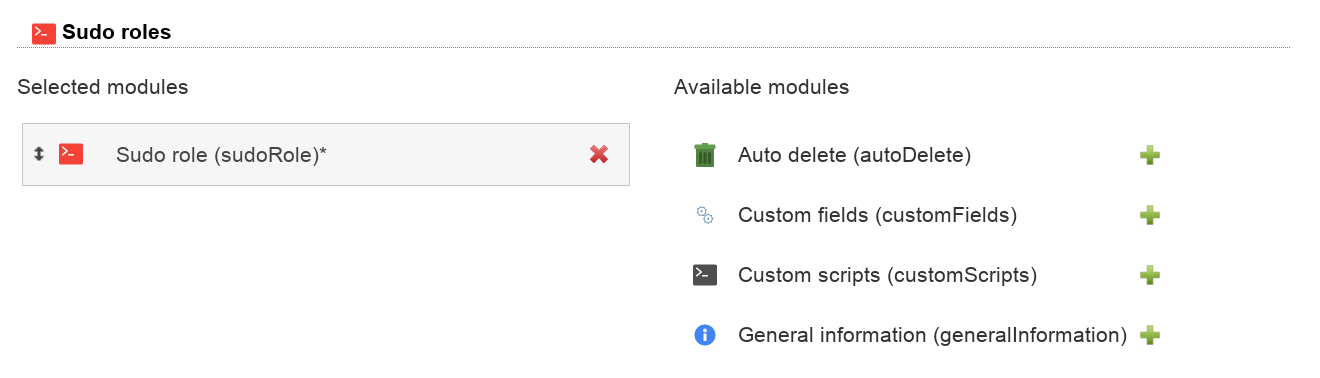 Sudo roles
Selected modules
Available modules
Sudo role (sudoRole)*
Auto delete (autoDelete)
Custom fields (customFields)
Custom scripts (customScripts)
General information (generalInformation)